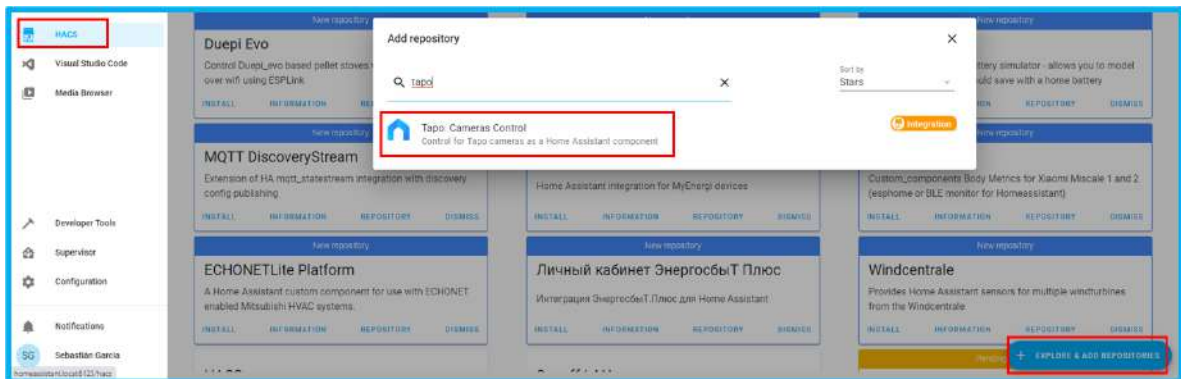 HACS
Visual Studio Code
Media Browser
Developer Tools
Supervisor
Configuration
Notifications
SG
Sebastián García
homeassistant.local:8123/hacs
New repository
Duepi Evo
Control Duepi_evo based pellet stoves
over wifi using ESPLink
INSTALL INFORMATION
New repository
ttery simulator - allows you to model
uld save with a home battery
REPOSITORY DISMISS
Add repository
tapo
Sort by
Stars
Tapo: Cameras Control
Control for Tapo cameras as a Home Assistant component
Integration
New repository
MQTT DiscoveryStream
Extension of HA mqtt_statestream integration with discovery
config publishing
INSTALL INFORMATION REPOSITORY DISMISS
Home Assistant integration for MyEnergi devices
INSTALL INFORMATION REPOSITORY DISMISS
New repository
Custom_components Body Metrics for Xiaomi Miscale 1 and 2
(esphome or BLE monitor for Homeassistant)
INSTALL INFORMATION REPOSITORY DISMISS
New repository
ECHONETLite Platform
A Home Assistant custom component for use with ECHONET
enabled Mitsubishi HVAC systems.
INSTALL INFORMATION REPOSITORY DISMISS
New repository
Личный кабинет ЭнергосбыТ Плюс
Интеграция ЭнергосбыТ.Плюс для Home Assistant
INSTALL INFORMATION REPOSITORY DISMISS
New repository
Windcentrale
Provides Home Assistant sensors for multiple windturbines
from the Windcentrale
INSTALL INFORMATION REPOSITORY DISMISS
Pending
+ EXPLORE & ADD REPOSITORIES